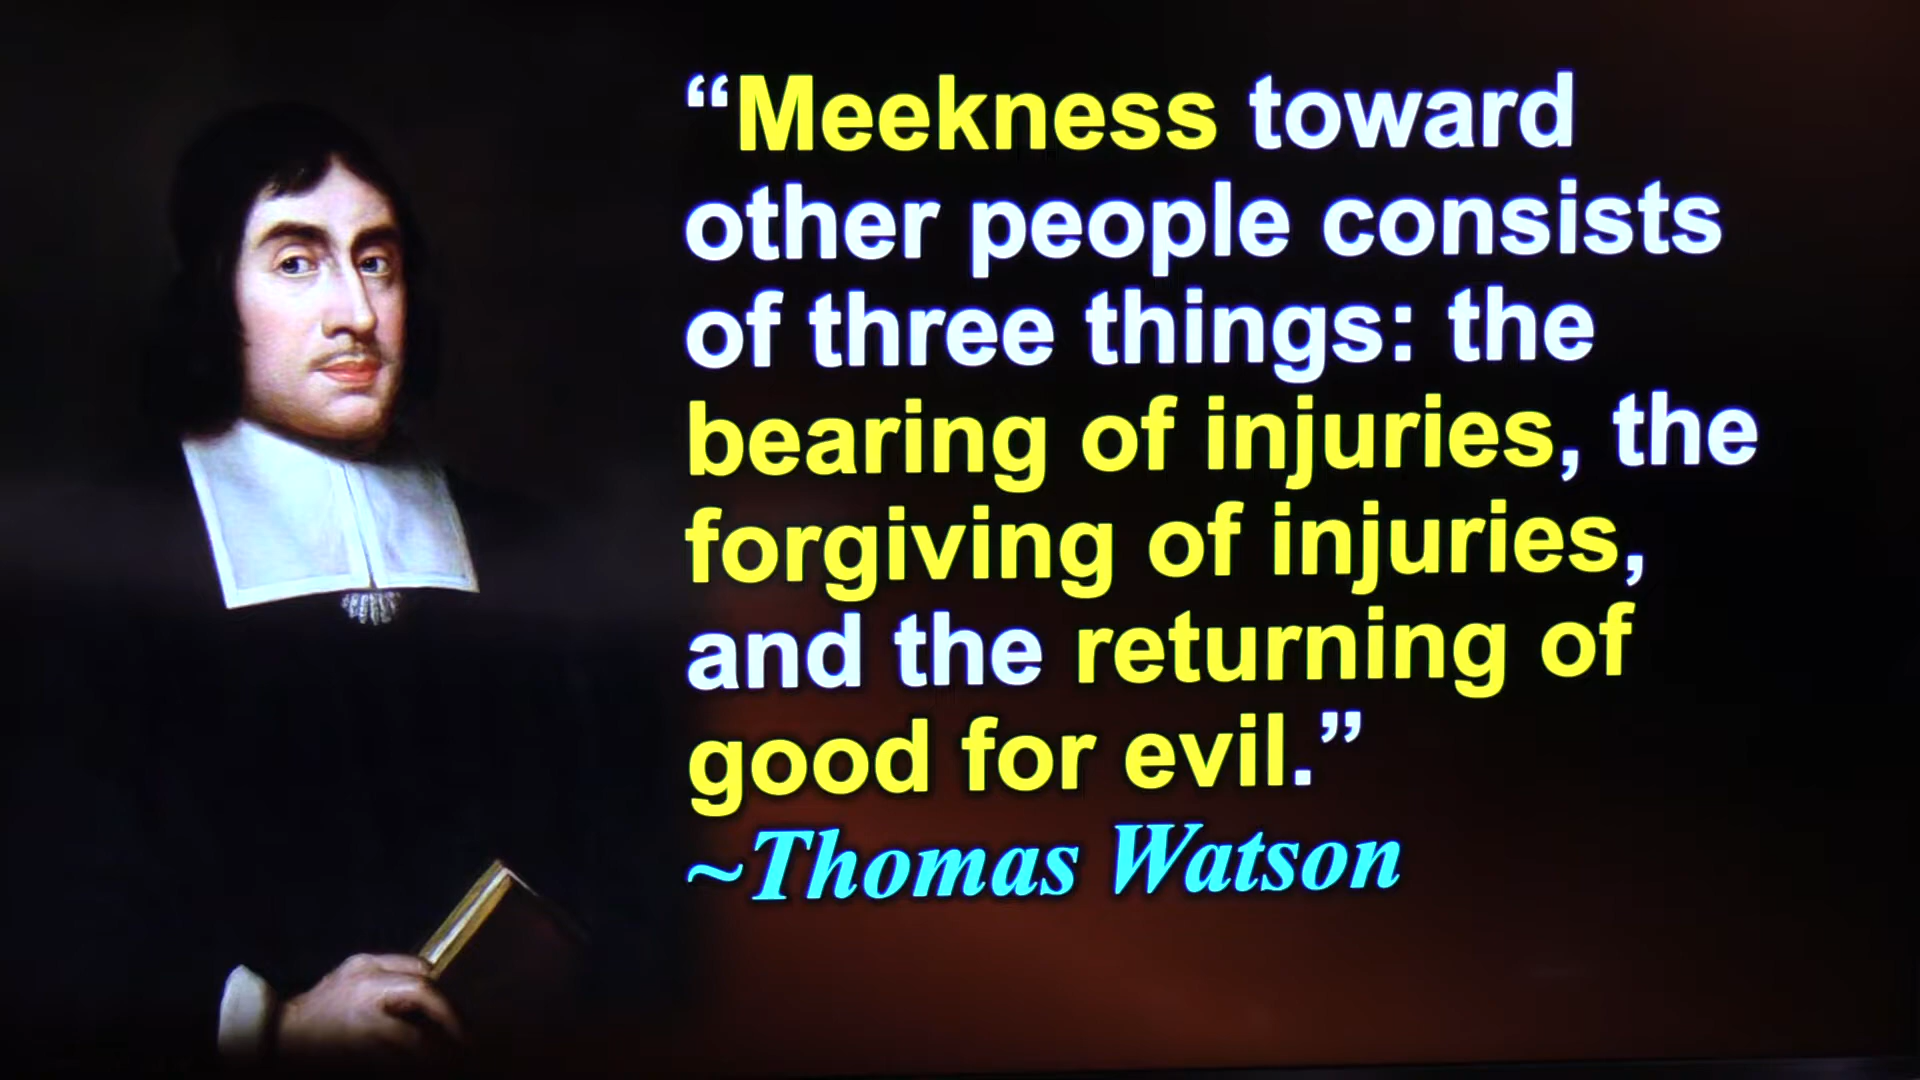 “Meekness toward
other people consists
of three things: the
bearing of injuries, the
forgiving of injuries,
and the returning of
good for evil.”
~Thomas Watson